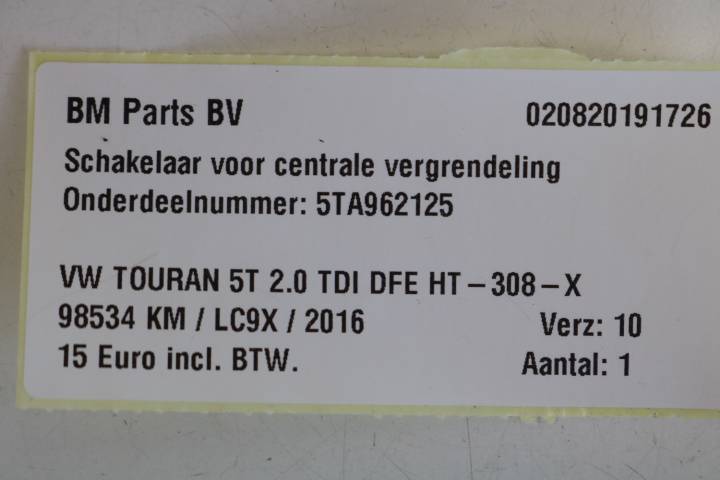 BM Parts BV 020820191726
Schakelaar voor centrale vergrendeling
Onderdeelnummer: 5TA962125
VW TOURAN 5T 2.0 TDI DFE HT-308-X
98534 KM / LC9X / 2016 Verz: 10
15 Euro incl. BTW. Aantal: 1